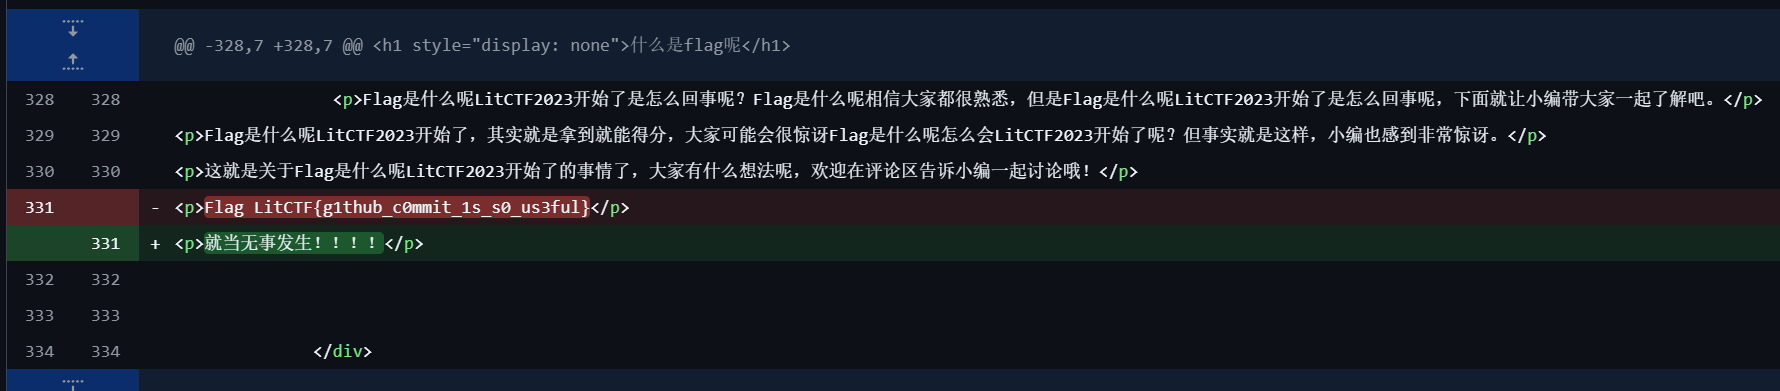 @@ -328,7 +328,7 @@ <h1 style="display: none">什么是flag呢</h1>
328 328 <p>Flag是什么呢LitCTF2023开始了是怎么回事呢？Flag是什么呢相信大家都很熟悉，但是Flag是什么呢LitCTF2023开始了是怎么回事呢，下面就让小编带大家一起了解吧。</p>
329 329 <p>Flag是什么呢LitCTF2023开始了，其实就是拿到就能得分，大家可能会很惊讶Flag是什么呢怎么会LitCTF2023开始了呢？但事实就是这样，小编也感到非常惊讶。</p>
330 330 <p>这就是关于Flag是什么呢LitCTF2023开始了的事情了，大家有什么想法呢，欢迎在评论区告诉小编一起讨论哦！</p>
331 - <p>Flag LitCTF{g1thub_c0mmit_1s_s0_us3ful}</p>
331 + <p>就当无事发生！！！！</p>
332 332
333 333
334 334 </div>